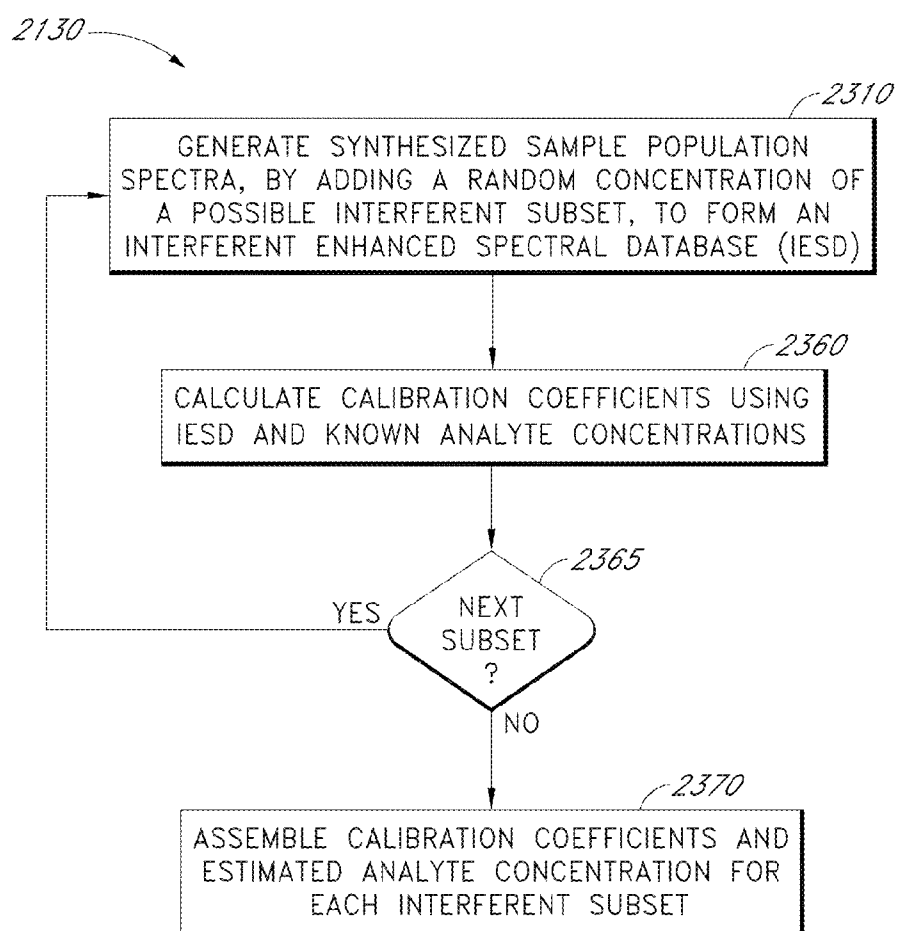 2130
2310
GENERATE SYNTHESIZED SAMPLE POPULATION
SPECTRA, BY ADDING A RANDOM CONCENTRATION OF
A POSSIBLE INTERFERENT SUBSET, TO FORM AN
INTERFERENT ENHANCED SPECTRAL DATABASE (IESD)
2360
CALCULATE CALIBRATION COEFFICIENTS USING
IESD AND KNOWN ANALYTE CONCENTRATIONS
2365
YES
NEXT
SUBSET
?
NO
2370
ASSEMBLE CALIBRATION COEFFICIENTS AND
ESTIMATED ANALYTE CONCENTRATION FOR
EACH INTERFERENT SUBSET